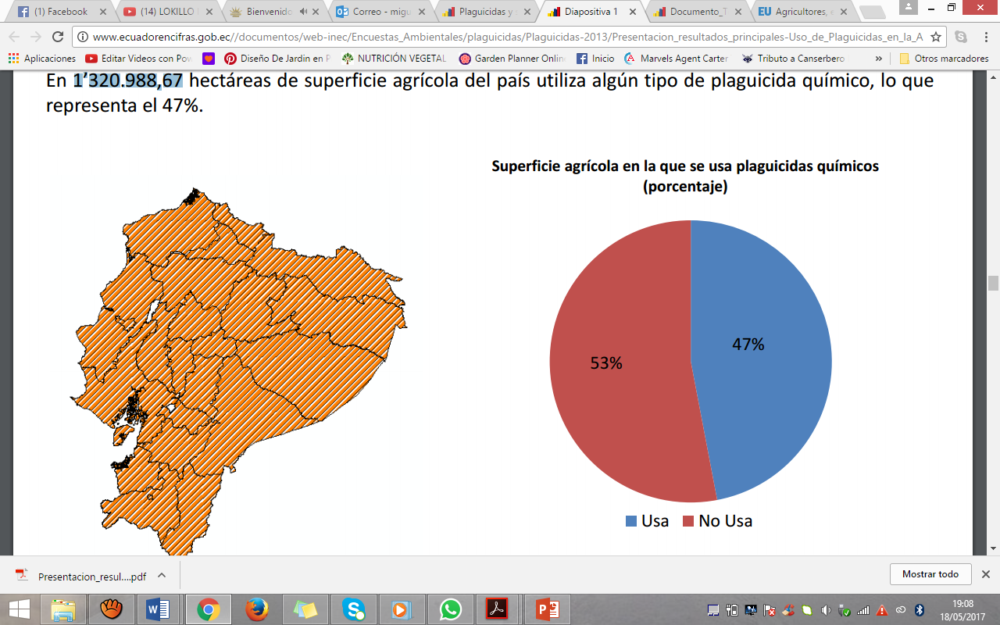 (1) Facebook
(14) LOKILLO
Bienvenido
Correo - migu
Plaguicidas y
Diapositiva 1
Documento_T
Agricultores, e
www.ecuadorencifras.gob.ec//documentos/web-inec/Encuestas_Ambientales/plaguicidas/Plaguicidas-2013/Presentacion_resultados_principales-Uso_de_Plaguicidas_en_la_A
Aplicaciones
Editar Videos con Pow
Diseño De Jardin en P
NUTRICIÓN VEGETAL
Garden Planner Onlin
Inicio
Marvels Agent Carter
Tributo a Canserbero
»
Otros marcadores
En 1’320.988,67 hectáreas de superficie agrícola del país utiliza algún tipo de plaguicida químico, lo que
representa el 47%.
Superficie agrícola en la que se usa plaguicidas químicos
(porcentaje)
47%
53%
Usa
No Usa
Presentacion_resul....pdf
Mostrar todo
19:08
18/05/2017